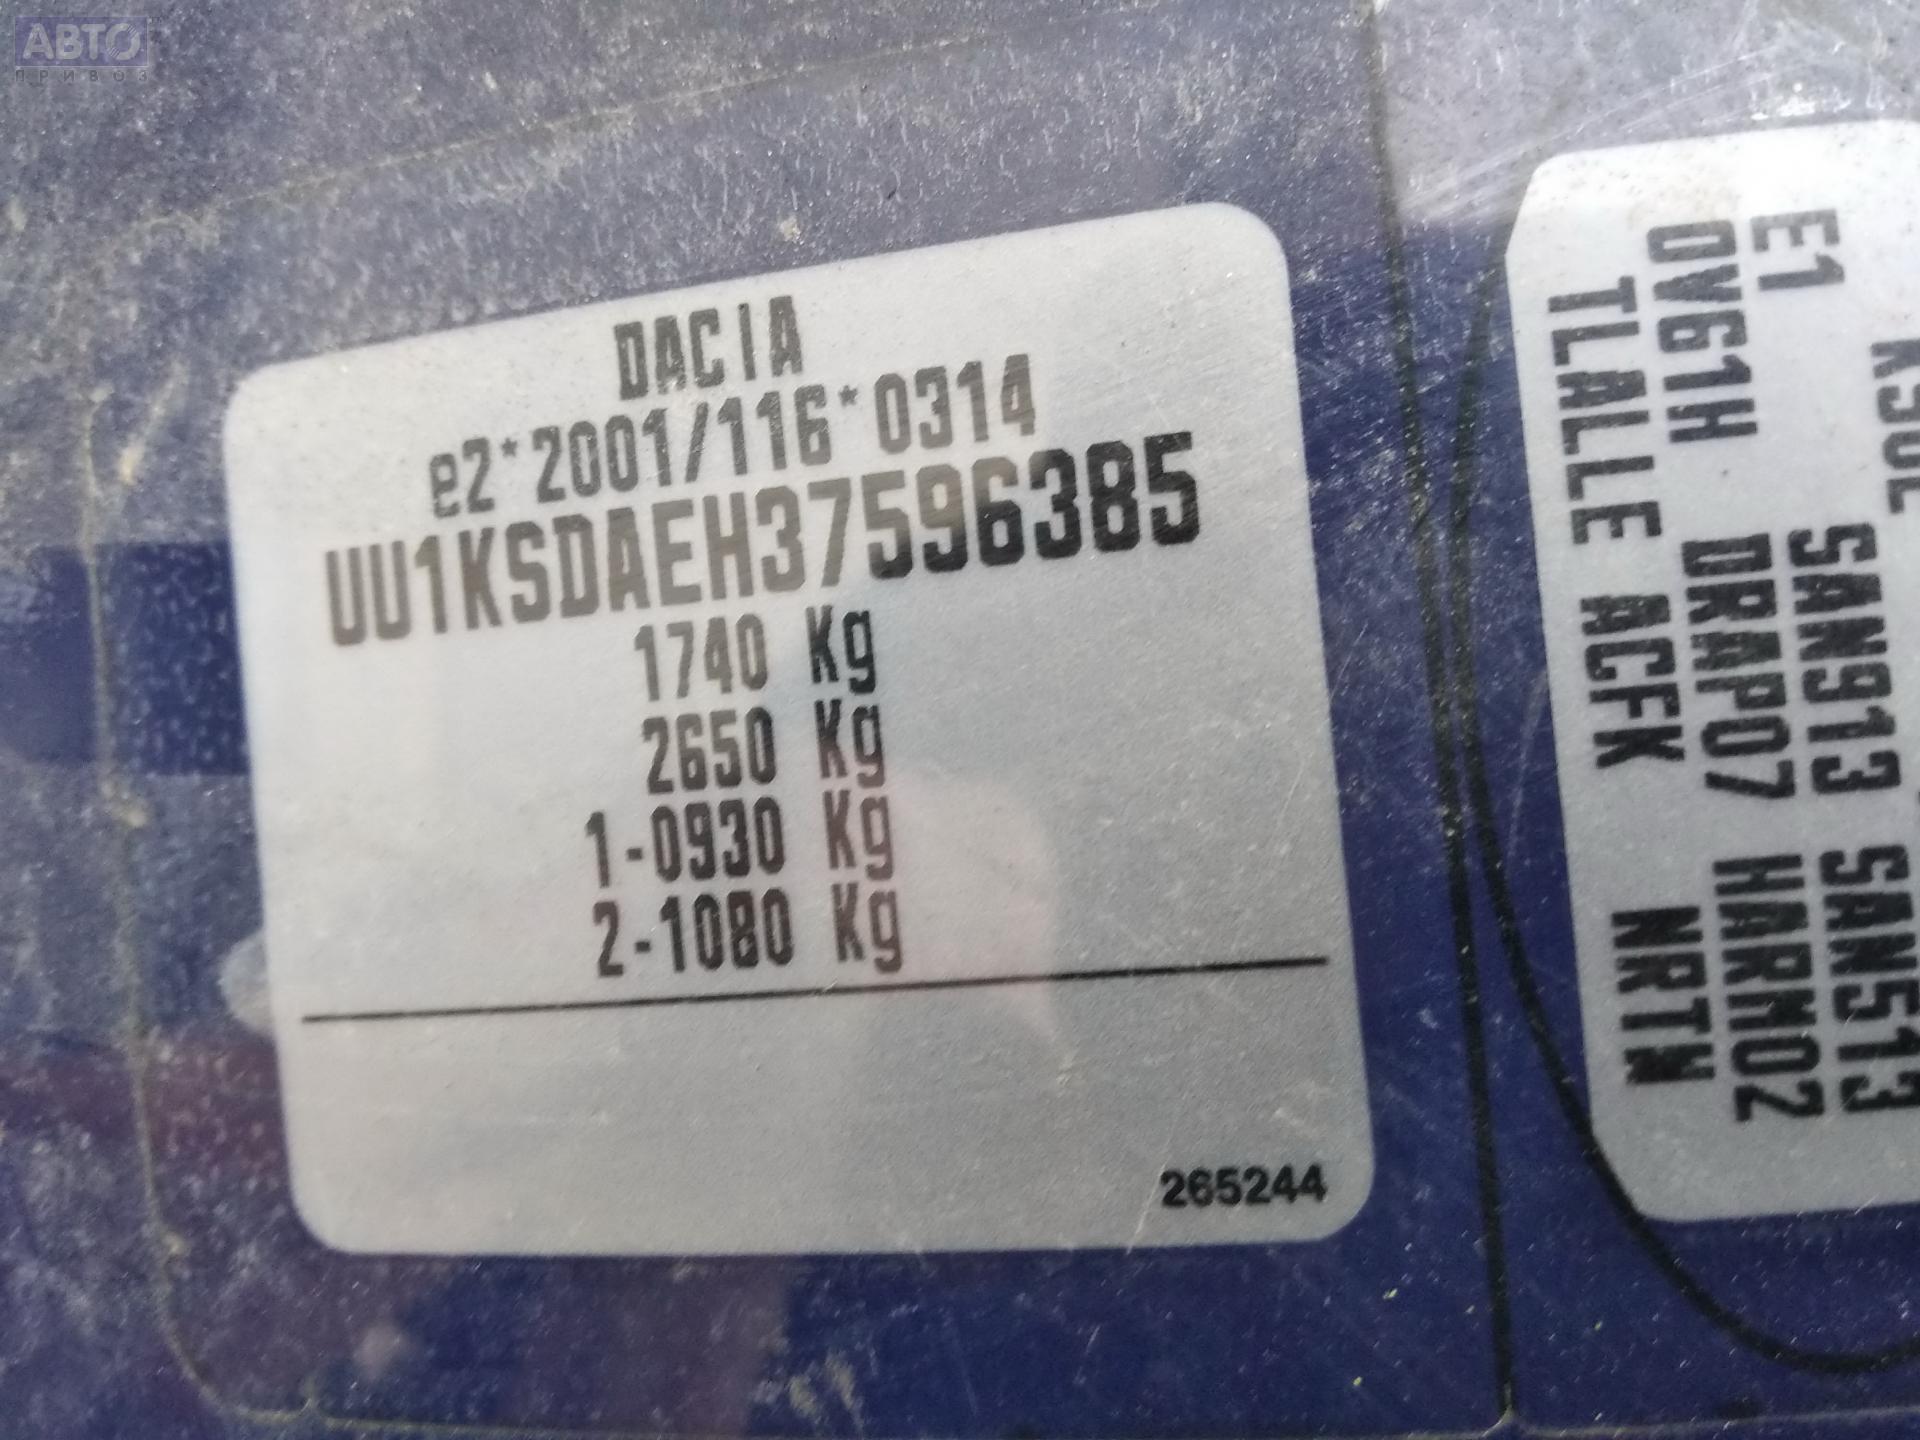 АВТО
ПРИВОЗ
DACIA
e2*2001/116*0314
UU1KSDAEH37596385
1740 Kg
2650 Kg
1-0930 Kg
2-1080 Kg
265244
SAN913 SAN513
E1
OV61H DRAP07 HARM02
TLALLE ACFK NRTN